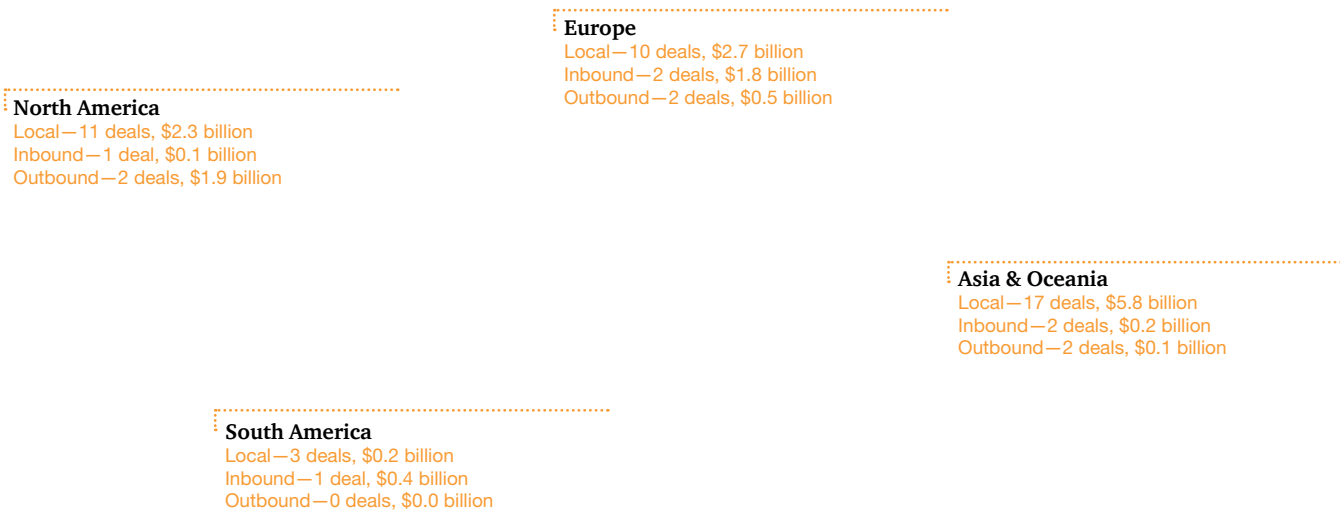 Europe
Local—10 deals, $2.7 billion
Inbound—2 deals, $1.8 billion
Outbound—2 deals, $0.5 billion
North America
Local—11 deals, $2.3 billion
Inbound—1 deal, $0.1 billion
Outbound—2 deals, $1.9 billion
Asia & Oceania
Local—17 deals, $5.8 billion
Inbound—2 deals, $0.2 billion
Outbound—2 deals, $0.1 billion
South America
Local—3 deals, $0.2 billion
Inbound—1 deal, $0.4 billion
Outbound—0 deals, $0.0 billion